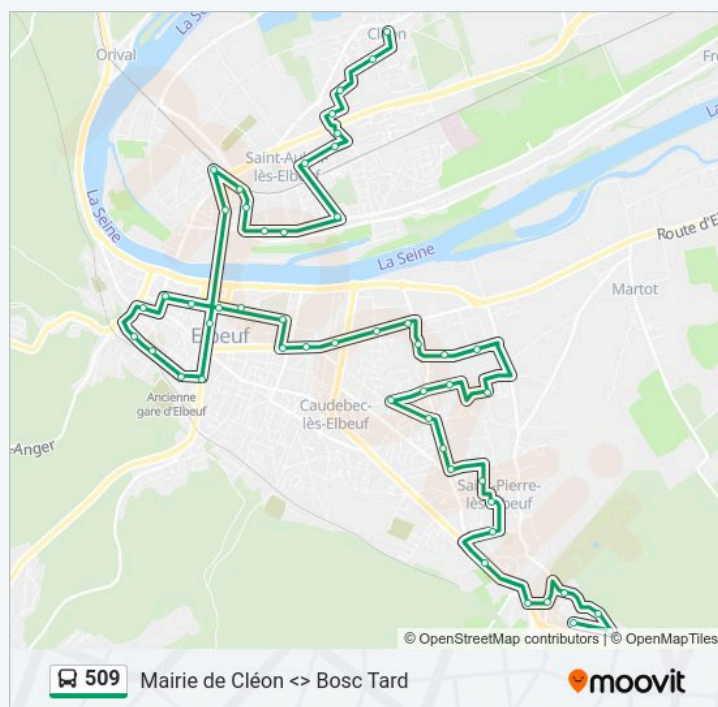 Orival
Cléon
Fre
La S
Saint-Aubin-
lès-Elbeuf
La Seine
La Seine
Route d'E
Martot
Elbeuf
Ancienne
gare d'Elbeuf
Caudebec-
lès-Elbeuf
-Anger
Saint-Pierre-
lès-Elbeuf
© OpenStreetMap contributors | © OpenMapTiles
509 Mairie de Cléon <> Bosc Tard
moovit